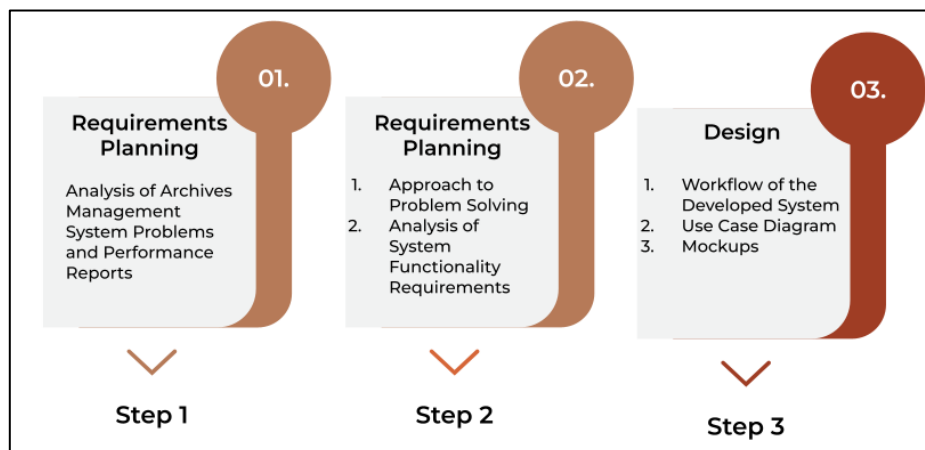 01.
Requirements
Planning
Analysis of Archives
Management
System Problems
and Performance
Reports
Step 1
02.
Requirements
Planning
1. Approach to
Problem Solving
2. Analysis of
System
Functionality
Requirements
Step 2
03.
Design
1. Workflow of the
Developed System
2. Use Case Diagram
3. Mockups
Step 3